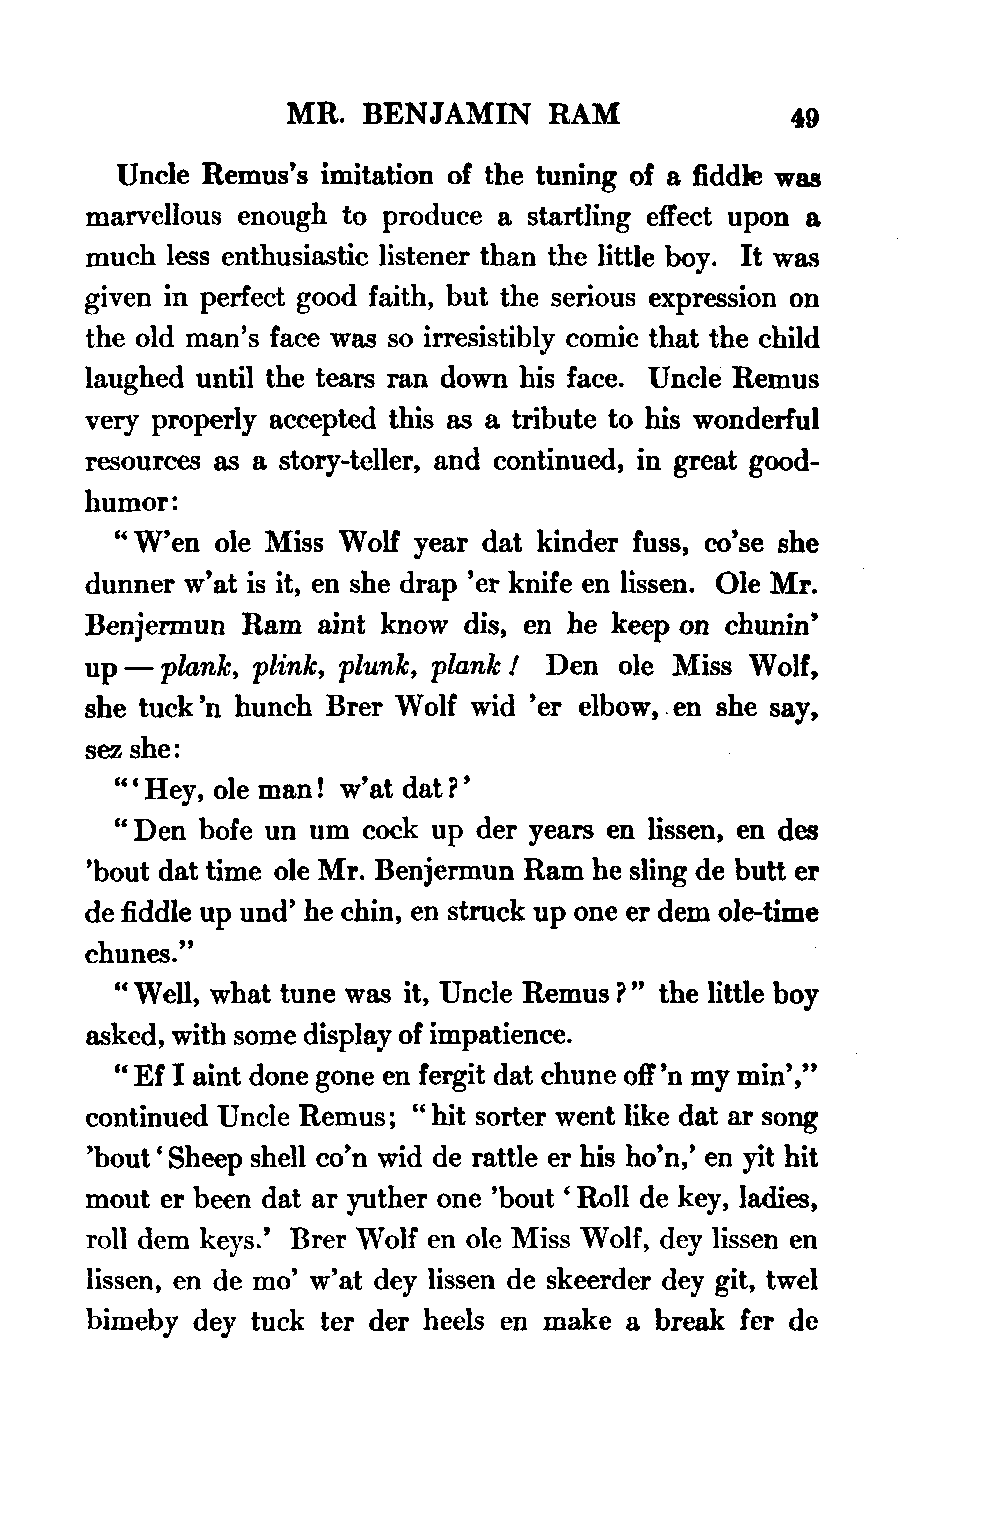 MR. BENJAMIN RAM 49
Uncle Remus's imitation of the tuning of a fiddle was
marvellous enough to produce a startling effect upon a
much less enthusiastic listener than the little boy. It was
given in perfect good faith, but the serious expression on
the old man's face was so irresistibly comic that the child
laughed until the tears ran down his face. Uncle Remus
very properly accepted this as a tribute to his wonderful
resources as a story-teller, and continued, in great good-
humor:
"W'en ole Miss Wolf year dat kinder fuss, co'se she
dunner w'at is it, en she drap 'er knife en lissen. Ole Mr.
Benjermun Ram aint know dis, en he keep on chunin'
up — plank, plink, plunk, plank! Den ole Miss Wolf,
she tuck'n hunch Brer Wolf wid 'er elbow, en she say,
sez she:
"'Hey, ole man! w'at dat?'
"Den bofe un um cock up der years en lissen, en des
'bout dat time ole Mr. Benjermun Ram he sling de butt er
de fiddle up und' he chin, en struck up one er dem ole-time
chunes."
"Well, what tune was it, Uncle Remus?" the little boy
asked, with some display of impatience.
"Ef I aint done gone en fergit dat chune off'n my min',"
continued Uncle Remus; "hit sorter went like dat ar song
'bout 'Sheep shell co'n wid de rattle er his ho'n,' en yit hit
mout er been dat ar yuther one 'bout 'Roll de key, ladies,
roll dem keys.' Brer Wolf en ole Miss Wolf, dey lissen en
lissen, en de mo' w'at dey lissen de skeerder dey git, twel
bimeby dey tuck ter der heels en make a break fer de